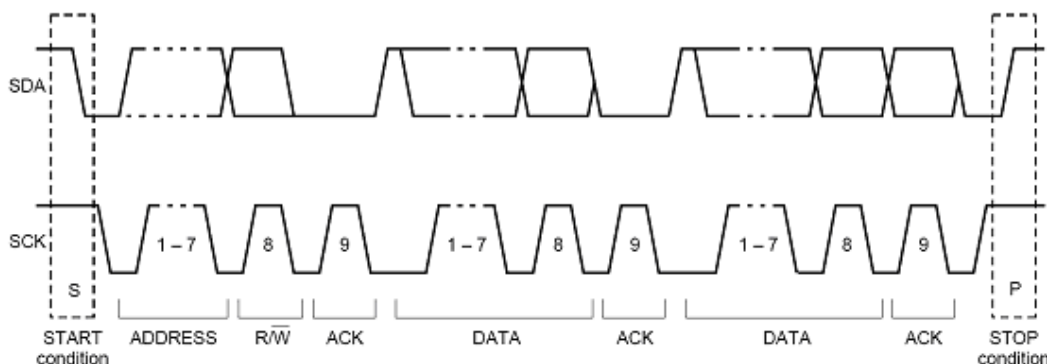 SDA
SCK
1 – 7 8 9 1 – 7 8 9 1 – 7 8 9
S P
START ADDRESS R/W̅ ACK DATA ACK DATA ACK STOP
condition condition